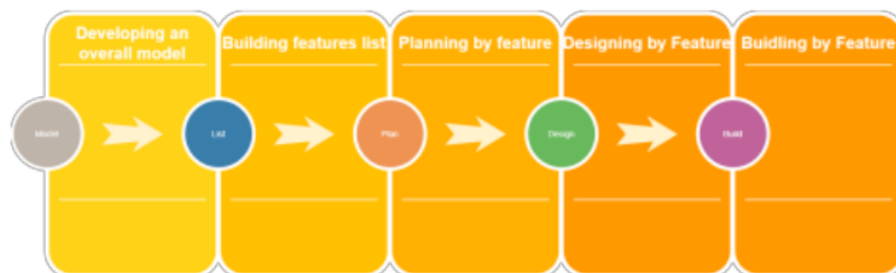 Developing an
overall model
Building features list
Planning by feature
Designing by Feature
Buidling by Feature
Model
List
Plan
Design
Build